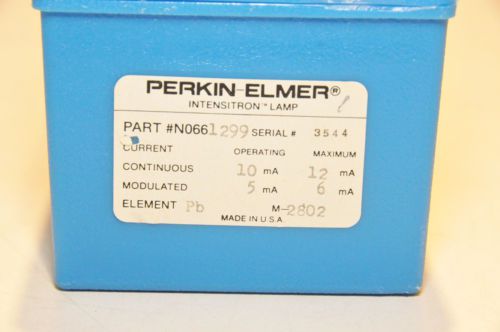 PERKIN-ELMER®
INTENSITRON™ LAMP
PART #N0661299 SERIAL # 3544
CURRENT OPERATING MAXIMUM
CONTINUOUS 10 mA 12 mA
MODULATED 5 mA 6 mA
ELEMENT Pb M-2802
MADE IN U.S.A.